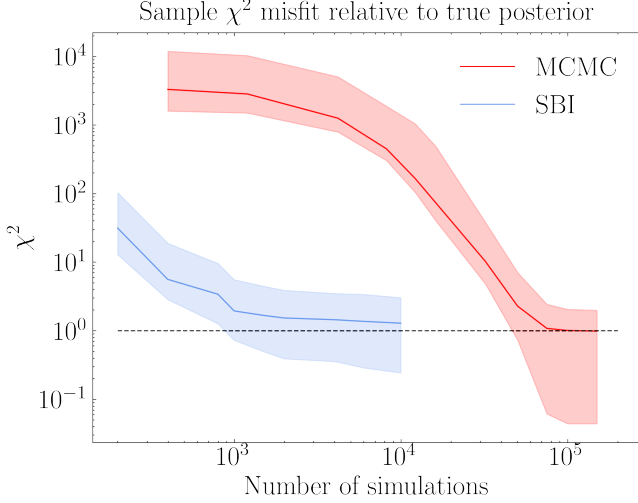 Sample χ² misfit relative to true posterior
10⁴
10³
10²
10¹
10⁰
10⁻¹
χ²
MCMC
SBI
10³
10⁴
10⁵
Number of simulations